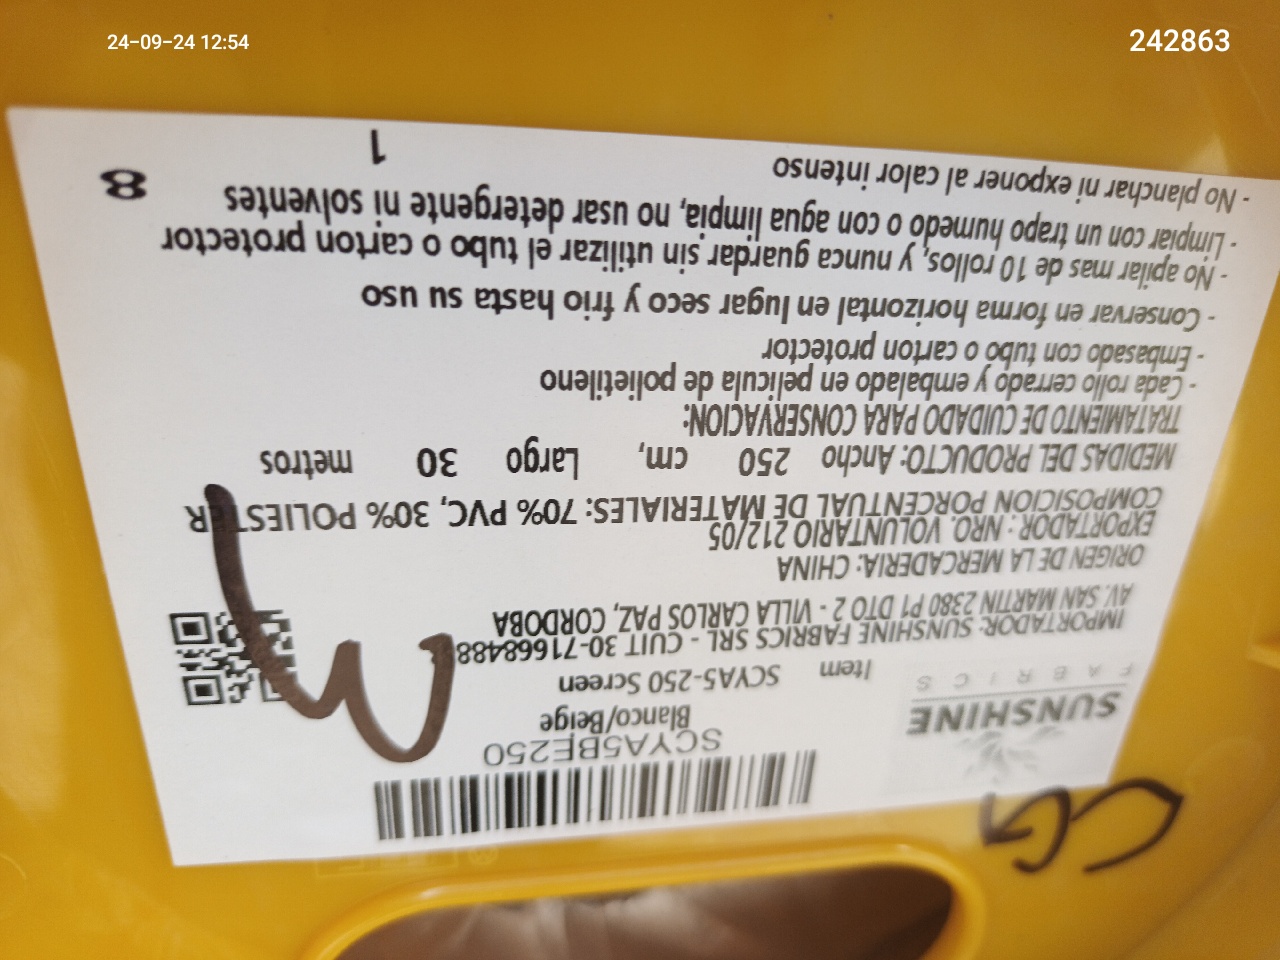 24-09-24 12:54
242863
SCYA5BE250
Blanco/Beige
SUNSHINE
FABRICS
Item SCYA5-250 Screen
IMPORTADOR: SUNSHINE FABRICS SRL - CUIT 30-71668488
AV. SAN MARTIN 2380 P1 DTO 2 - VILLA CARLOS PAZ, CORDOBA
ORIGEN DE LA MERCADERIA: CHINA
EXPORTADOR: NRO. VOLUNTARIO 212/05
COMPOSICION PORCENTUAL DE MATERIALES: 70% PVC, 30% POLIESTER
MEDIDAS DEL PRODUCTO: Ancho 250 cm, Largo 30 metros
TRATAMIENTO DE CUIDADO PARA CONSERVACION:
- Cada rollo cerrado y embalado en pelicula de polietileno
- Embasado con tubo o carton protector
- Conservar en forma horizontal en lugar seco y frio hasta su uso
- No apilar mas de 10 rollos, y nunca guardar sin utilizar el tubo o carton protector
- Limpiar con un trapo humedo o con agua limpia, no usar detergente ni solventes
- No planchar ni exponer al calor intenso
1
8